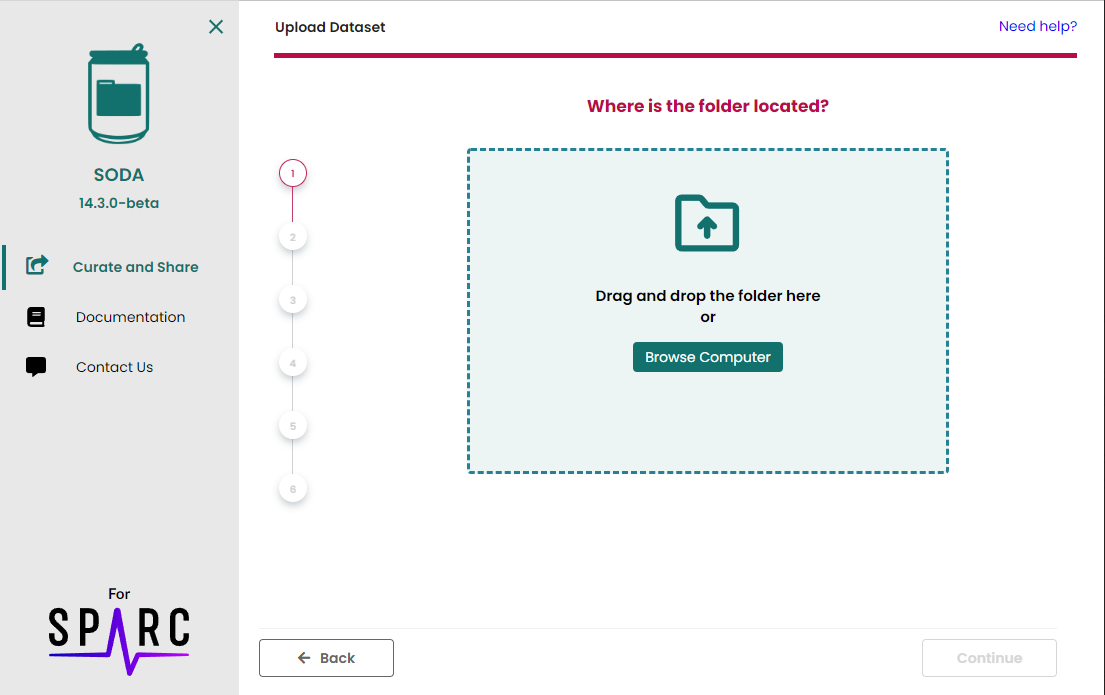 SODA
14.3.0-beta
Curate and Share
Documentation
Contact Us
For
SPARC
Upload Dataset
Need help?
Where is the folder located?
1
2
3
4
5
6
Drag and drop the folder here
or
Browse Computer
Back
Continue